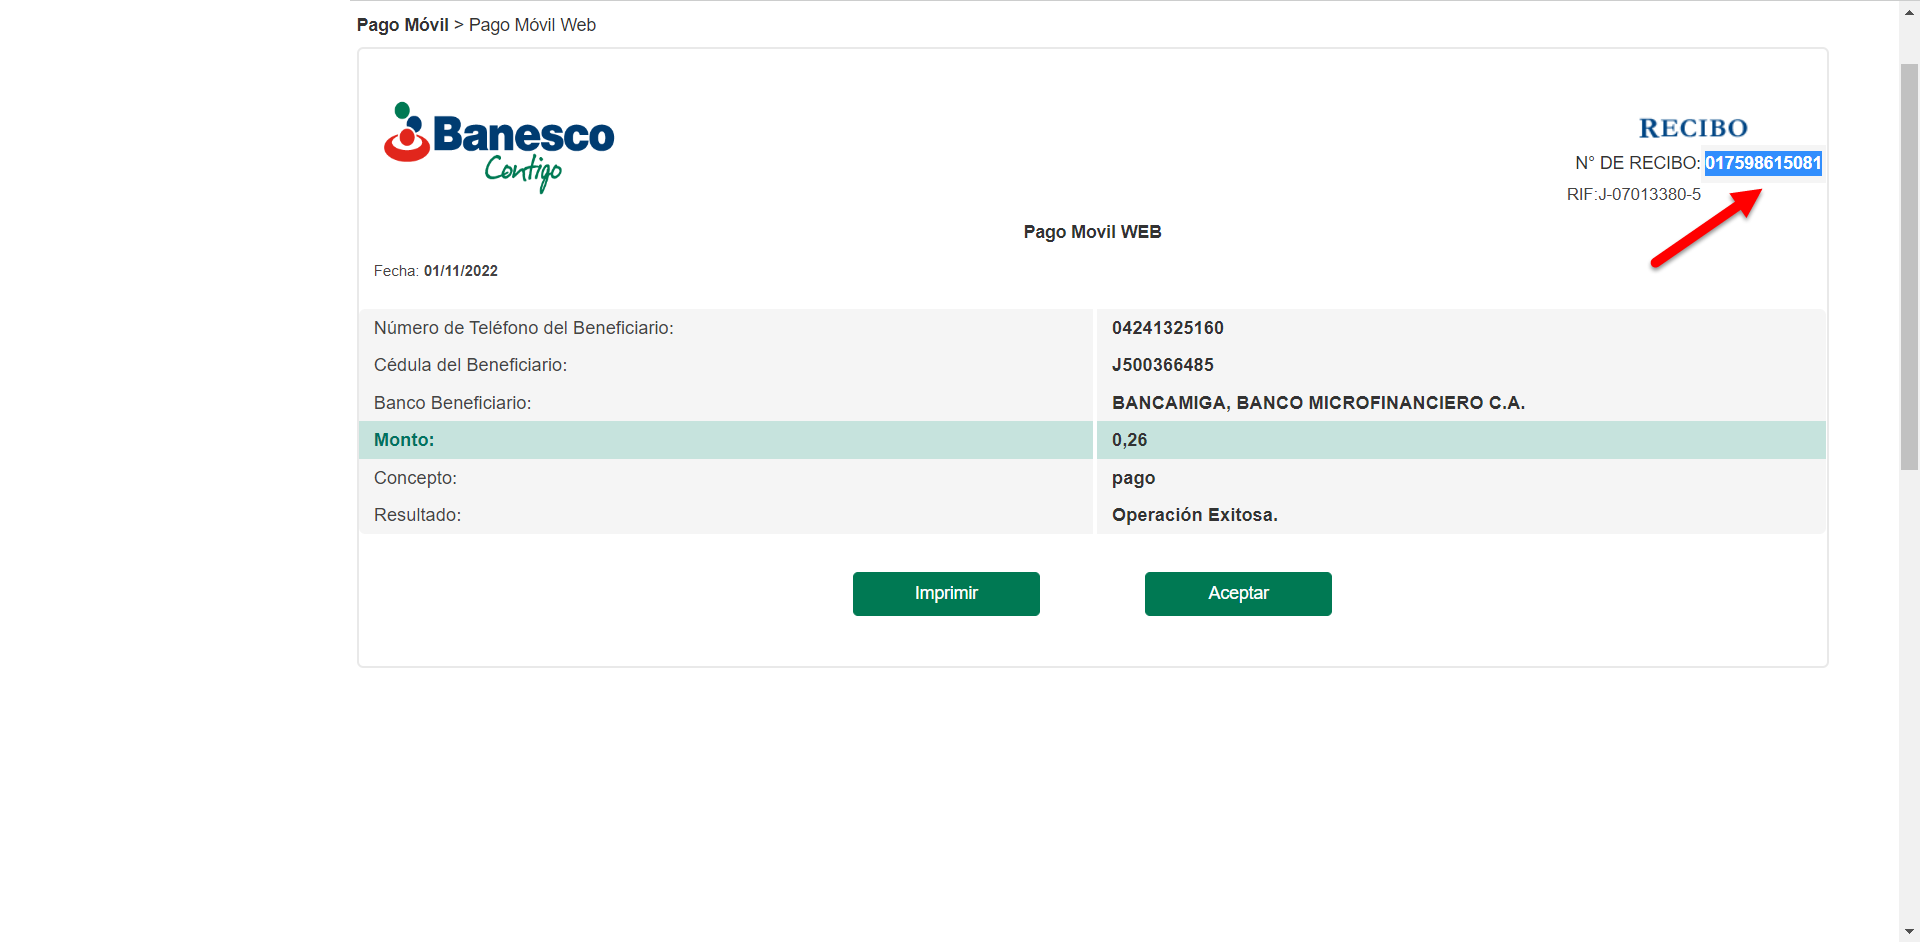 Pago Móvil > Pago Móvil Web
Banesco
Contigo
RECIBO
N° DE RECIBO: 017598615081
RIF:J-07013380-5
Pago Movil WEB
Fecha: 01/11/2022
Número de Teléfono del Beneficiario: 04241325160
Cédula del Beneficiario: J500366485
Banco Beneficiario: BANCAMIGA, BANCO MICROFINANCIERO C.A.
Monto: 0,26
Concepto: pago
Resultado: Operación Exitosa.
Imprimir Aceptar